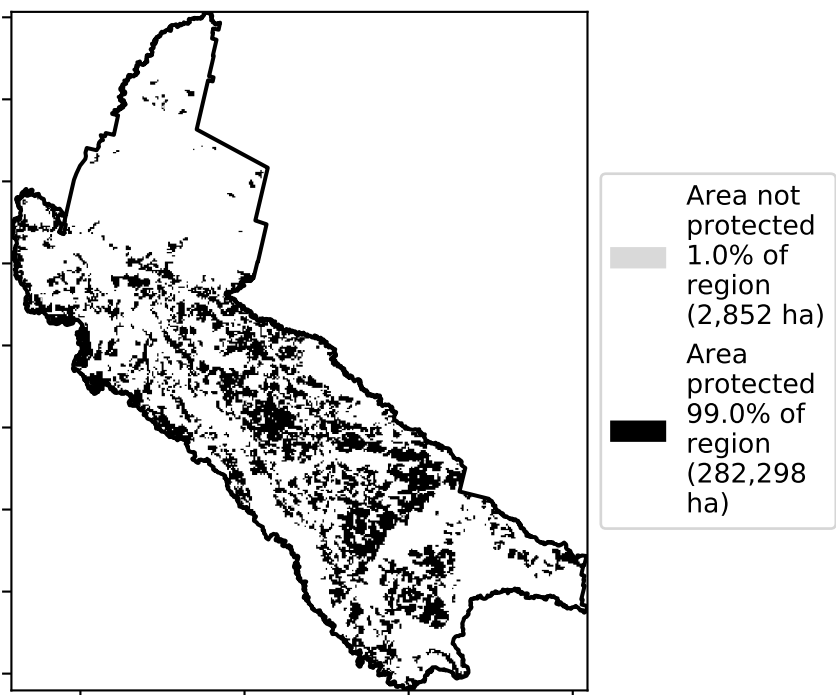 Area not
protected
1.0% of
region
(2,852 ha)
Area
protected
99.0% of
region
(282,298
ha)